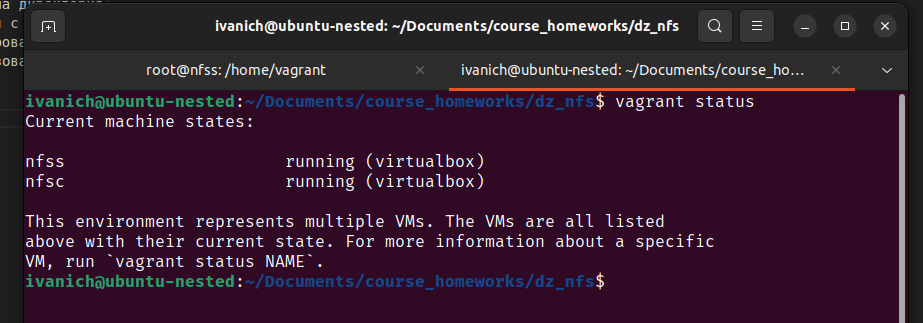 ivanich@ubuntu-nested: ~/Documents/course_homeworks/dz_nfs
root@nfss: /home/vagrant
ivanich@ubuntu-nested: ~/Documents/course_ho...
ivanich@ubuntu-nested:~/Documents/course_homeworks/dz_nfs$ vagrant status
Current machine states:
nfss running (virtualbox)
nfsc running (virtualbox)
This environment represents multiple VMs. The VMs are all listed
above with their current state. For more information about a specific
VM, run `vagrant status NAME`.
ivanich@ubuntu-nested:~/Documents/course_homeworks/dz_nfs$